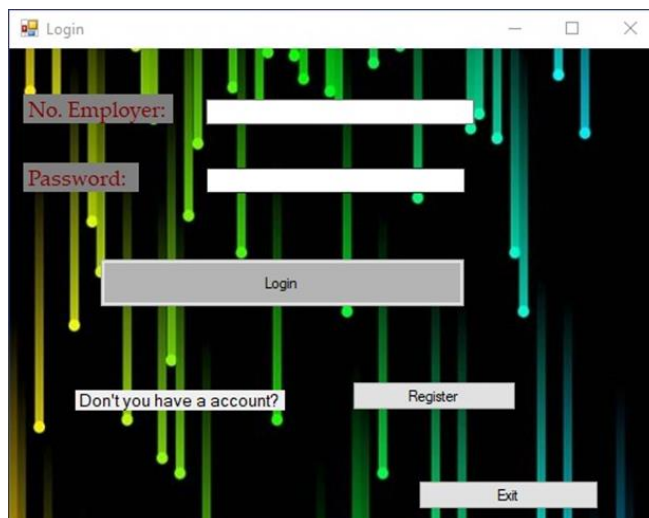 Login
No. Employer:
Password:
Login
Don't you have a account?
Register
Exit